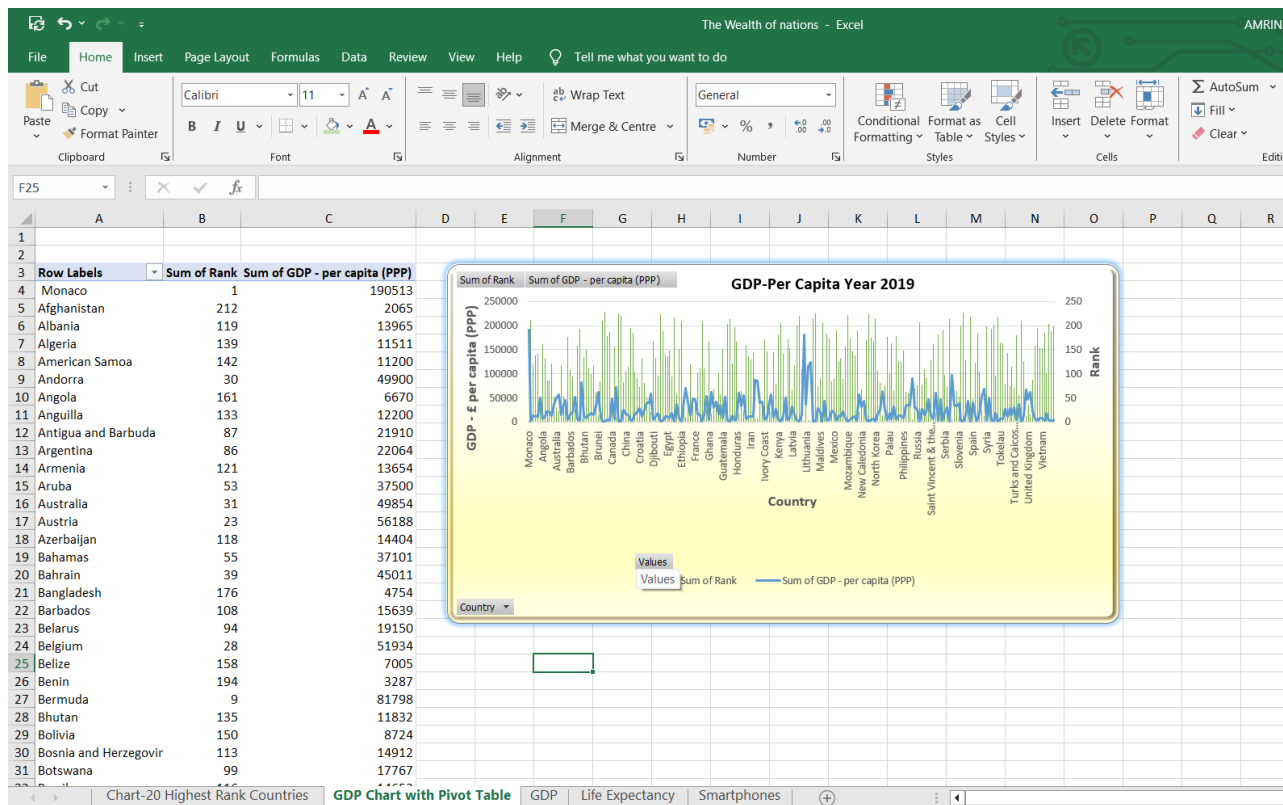 The Wealth of nations - Excel
AMRIN
File Home Insert Page Layout Formulas Data Review View Help Tell me what you want to do
Paste
Cut
Copy
Format Painter
Clipboard
Calibri 11
B I U
Font
Wrap Text
Merge & Centre
Alignment
General
%
Number
Conditional Formatting
Format as Table
Cell Styles
Styles
Insert Delete Format
Cells
AutoSum
Fill
Clear
Editi
F25
fx
A B C D E F G H I J K L M N O P Q R
1
2
3 Row Labels Sum of Rank Sum of GDP - per capita (PPP)
4 Monaco 1 190513
5 Afghanistan 212 2065
6 Albania 119 13965
7 Algeria 139 11511
8 American Samoa 142 11200
9 Andorra 30 49900
10 Angola 161 6670
11 Anguilla 133 12200
12 Antigua and Barbuda 87 21910
13 Argentina 86 22064
14 Armenia 121 13654
15 Aruba 53 37500
16 Australia 31 49854
17 Austria 23 56188
18 Azerbaijan 118 14404
19 Bahamas 55 37101
20 Bahrain 39 45011
21 Bangladesh 176 4754
22 Barbados 108 15639
23 Belarus 94 19150
24 Belgium 28 51934
25 Belize 158 7005
26 Benin 194 3287
27 Bermuda 9 81798
28 Bhutan 135 11832
29 Bolivia 150 8724
30 Bosnia and Herzegovir 113 14912
31 Botswana 99 17767
Sum of Rank Sum of GDP - per capita (PPP)
GDP-Per Capita Year 2019
GDP - £ per capita (PPP)
250000
200000
150000
100000
50000
0
250
200
150
100
50
0
Rank
Monaco
Angola
Australia
Barbados
Bhutan
Brunei
Canada
China
Croatia
Djibouti
Egypt
Ethiopia
France
Ghana
Guatemala
Honduras
Iran
Ivory Coast
Kenya
Latvia
Lithuania
Maldives
Mexico
Mozambique
New Caledonia
North Korea
Palau
Philippines
Russia
Saint Vincent & the...
Serbia
Slovenia
Spain
Syria
Tokelau
Turks and Caicos...
United Kingdom
Vietnam
Country
Values
Values
Sum of Rank Sum of GDP - per capita (PPP)
Country
Chart-20 Highest Rank Countries GDP Chart with Pivot Table GDP Life Expectancy Smartphones